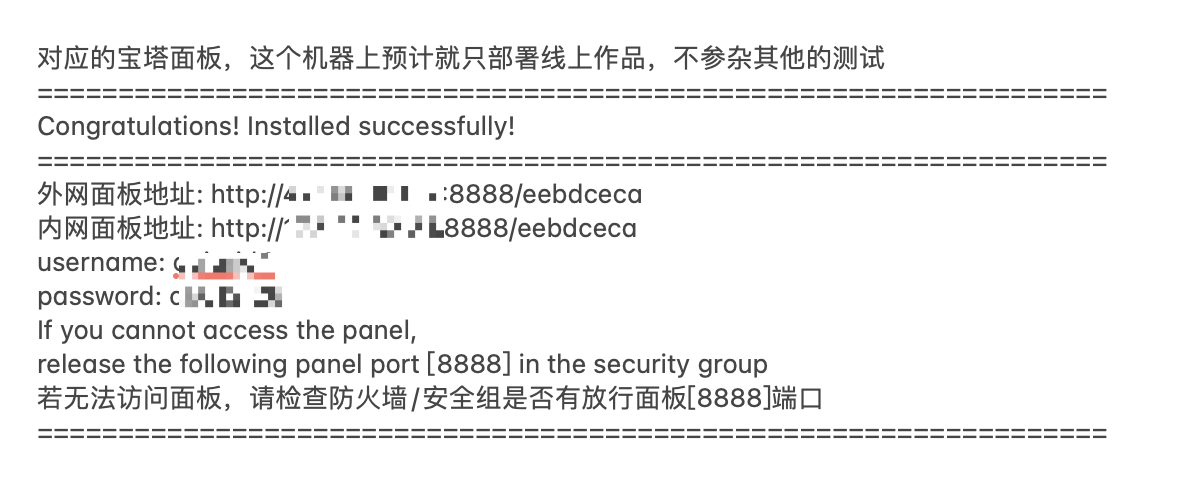 对应的宝塔面板，这个机器上预计就只部署线上作品，不参杂其他的测试
==================================================================
Congratulations! Installed successfully!
==================================================================
外网面板地址: http://4 :8888/eebdceca
内网面板地址: http:// 8888/eebdceca
username:
password:
If you cannot access the panel,
release the following panel port [8888] in the security group
若无法访问面板，请检查防火墙/安全组是否有放行面板[8888]端口
==================================================================